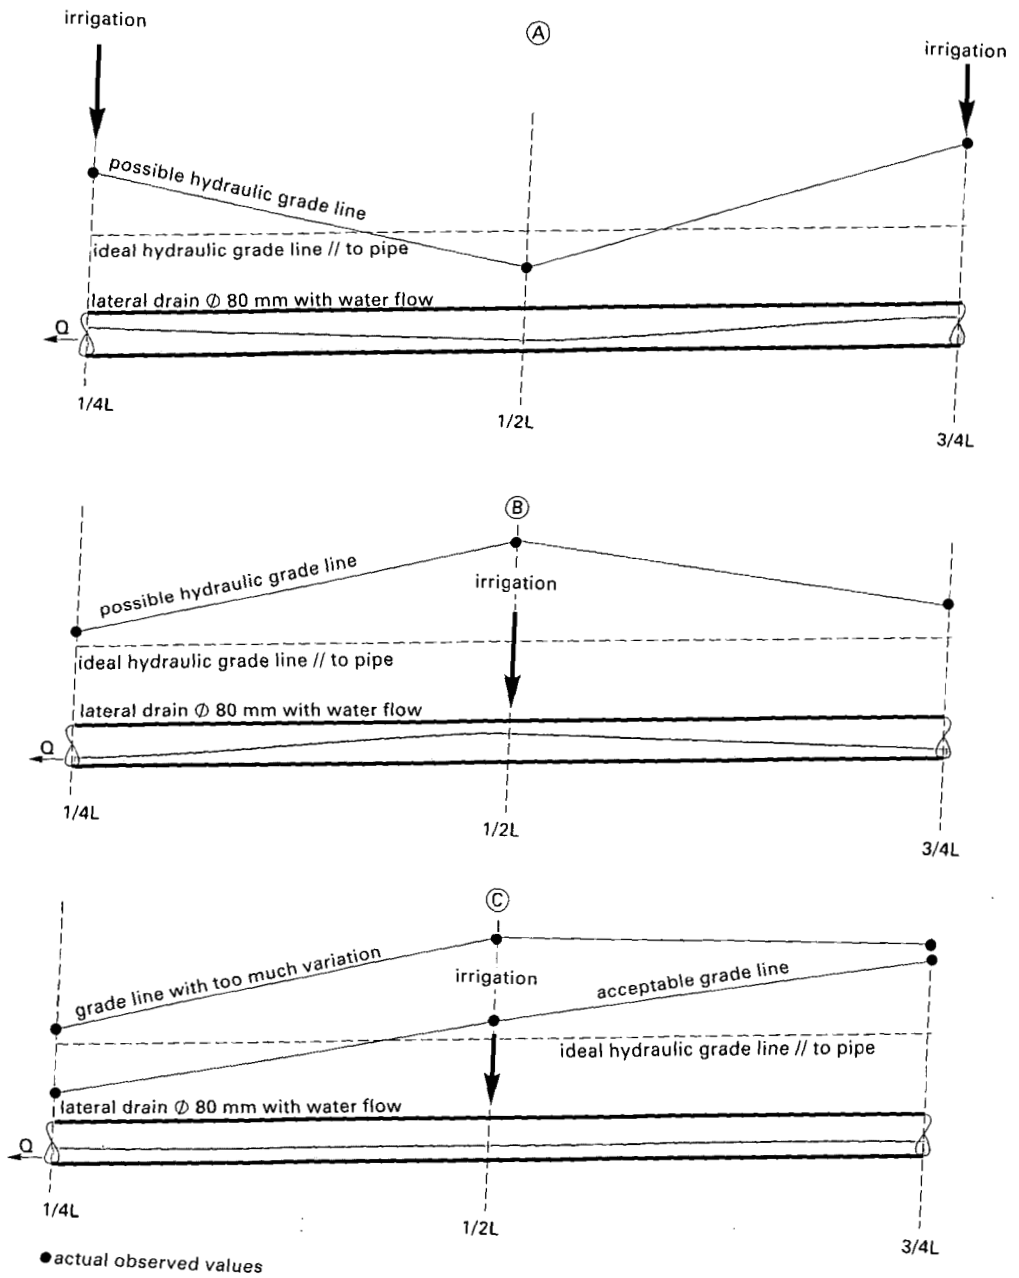 irrigation
A
irrigation
possible hydraulic grade line
ideal hydraulic grade line // to pipe
lateral drain ∅ 80 mm with water flow
Q
1/4L
1/2L
3/4L
B
possible hydraulic grade line
irrigation
ideal hydraulic grade line // to pipe
lateral drain ∅ 80 mm with water flow
Q
1/4L
1/2L
3/4L
C
grade line with too much variation
irrigation
acceptable grade line
ideal hydraulic grade line // to pipe
lateral drain ∅ 80 mm with water flow
Q
1/4L
1/2L
3/4L
actual observed values